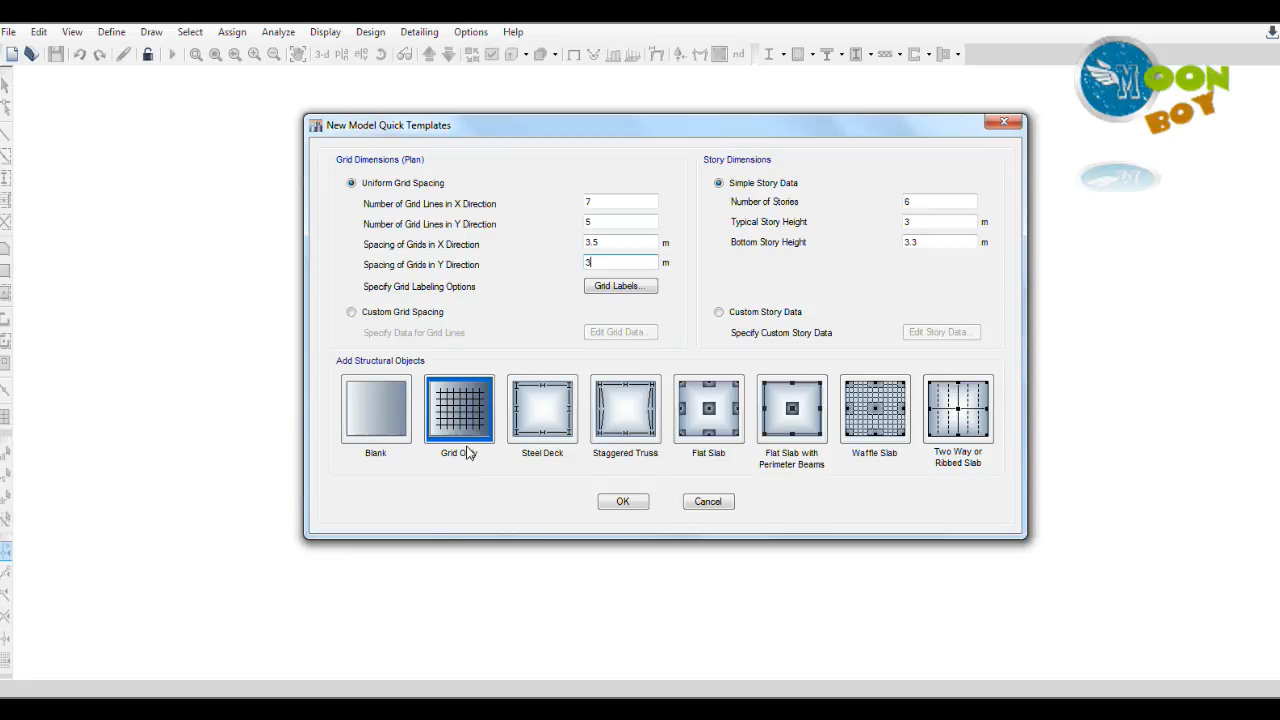 File Edit View Define Draw Select Assign Analyze Display Design Detailing Options Help
3-d nd
MOON
BOY
New Model Quick Templates
Grid Dimensions (Plan)
Uniform Grid Spacing
Number of Grid Lines in X Direction 7
Number of Grid Lines in Y Direction 5
Spacing of Grids in X Direction 3.5 m
Spacing of Grids in Y Direction 3 m
Specify Grid Labeling Options Grid Labels...
Custom Grid Spacing
Specify Data for Grid Lines Edit Grid Data...
Story Dimensions
Simple Story Data
Number of Stories 6
Typical Story Height 3 m
Bottom Story Height 3.3 m
Custom Story Data
Specify Custom Story Data Edit Story Data...
Add Structural Objects
Blank
Grid Only
Steel Deck
Staggered Truss
Flat Slab
Flat Slab with
Perimeter Beams
Waffle Slab
Two Way or
Ribbed Slab
OK Cancel